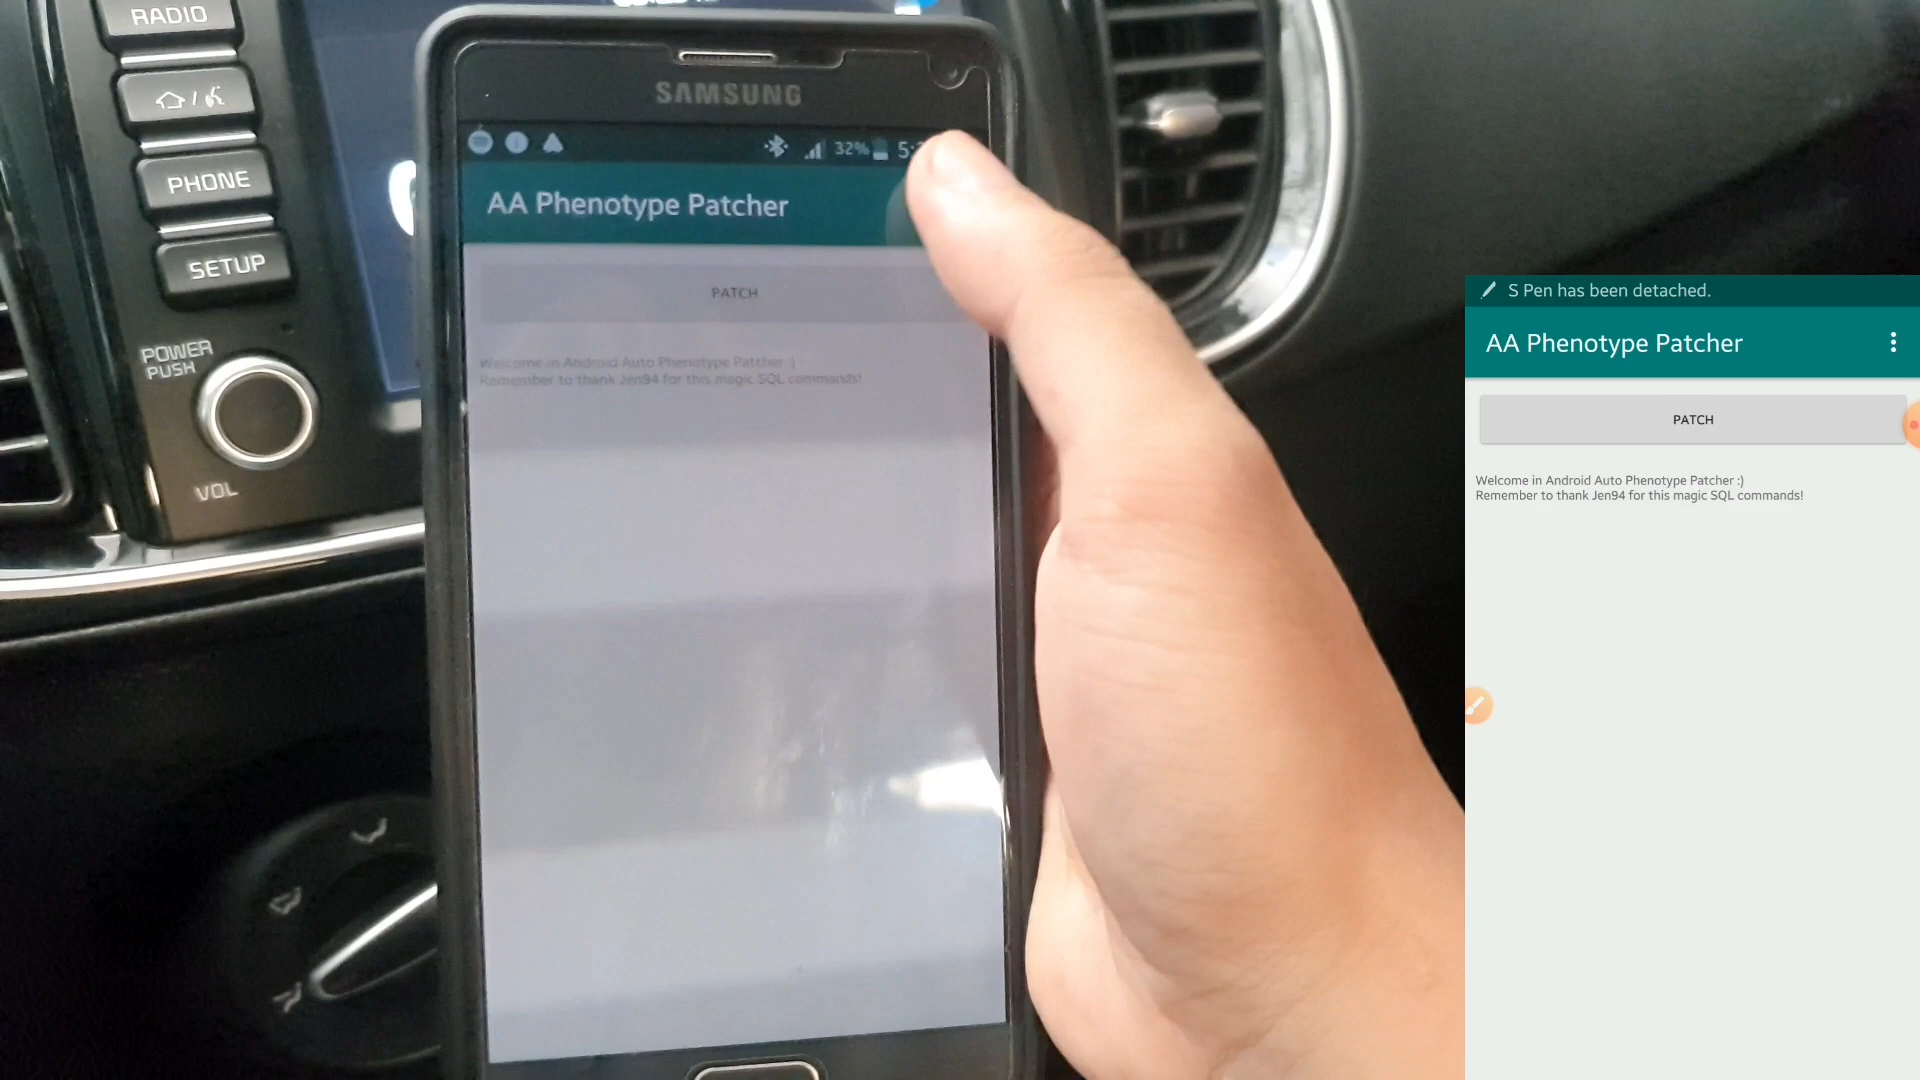 RADIO
PHONE
SETUP
POWER
PUSH
VOL
SAMSUNG
32%
AA Phenotype Patcher
PATCH
Welcome in Android Auto Phenotype Patcher :)
Remember to thank Jen94 for this magic SQL commands!
S Pen has been detached.
AA Phenotype Patcher
PATCH
Welcome in Android Auto Phenotype Patcher :)
Remember to thank Jen94 for this magic SQL commands!